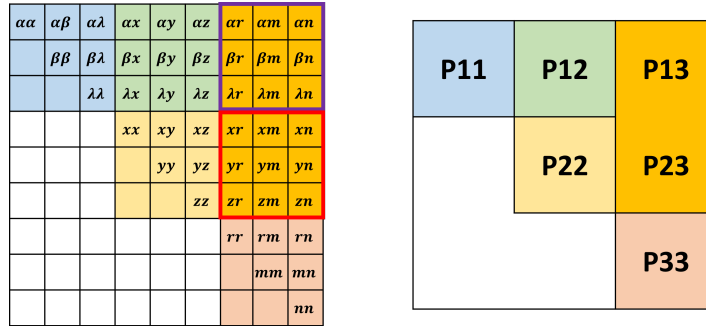 αα αβ αλ αx αy αz αr αm αn
ββ βλ βx βy βz βr βm βn
λλ λx λy λz λr λm λn
xx xy xz xr xm xn
yy yz yr ym yn
zz zr zm zn
rr rm rn
mm mn
nn
P11 P12 P13
P22 P23
P33